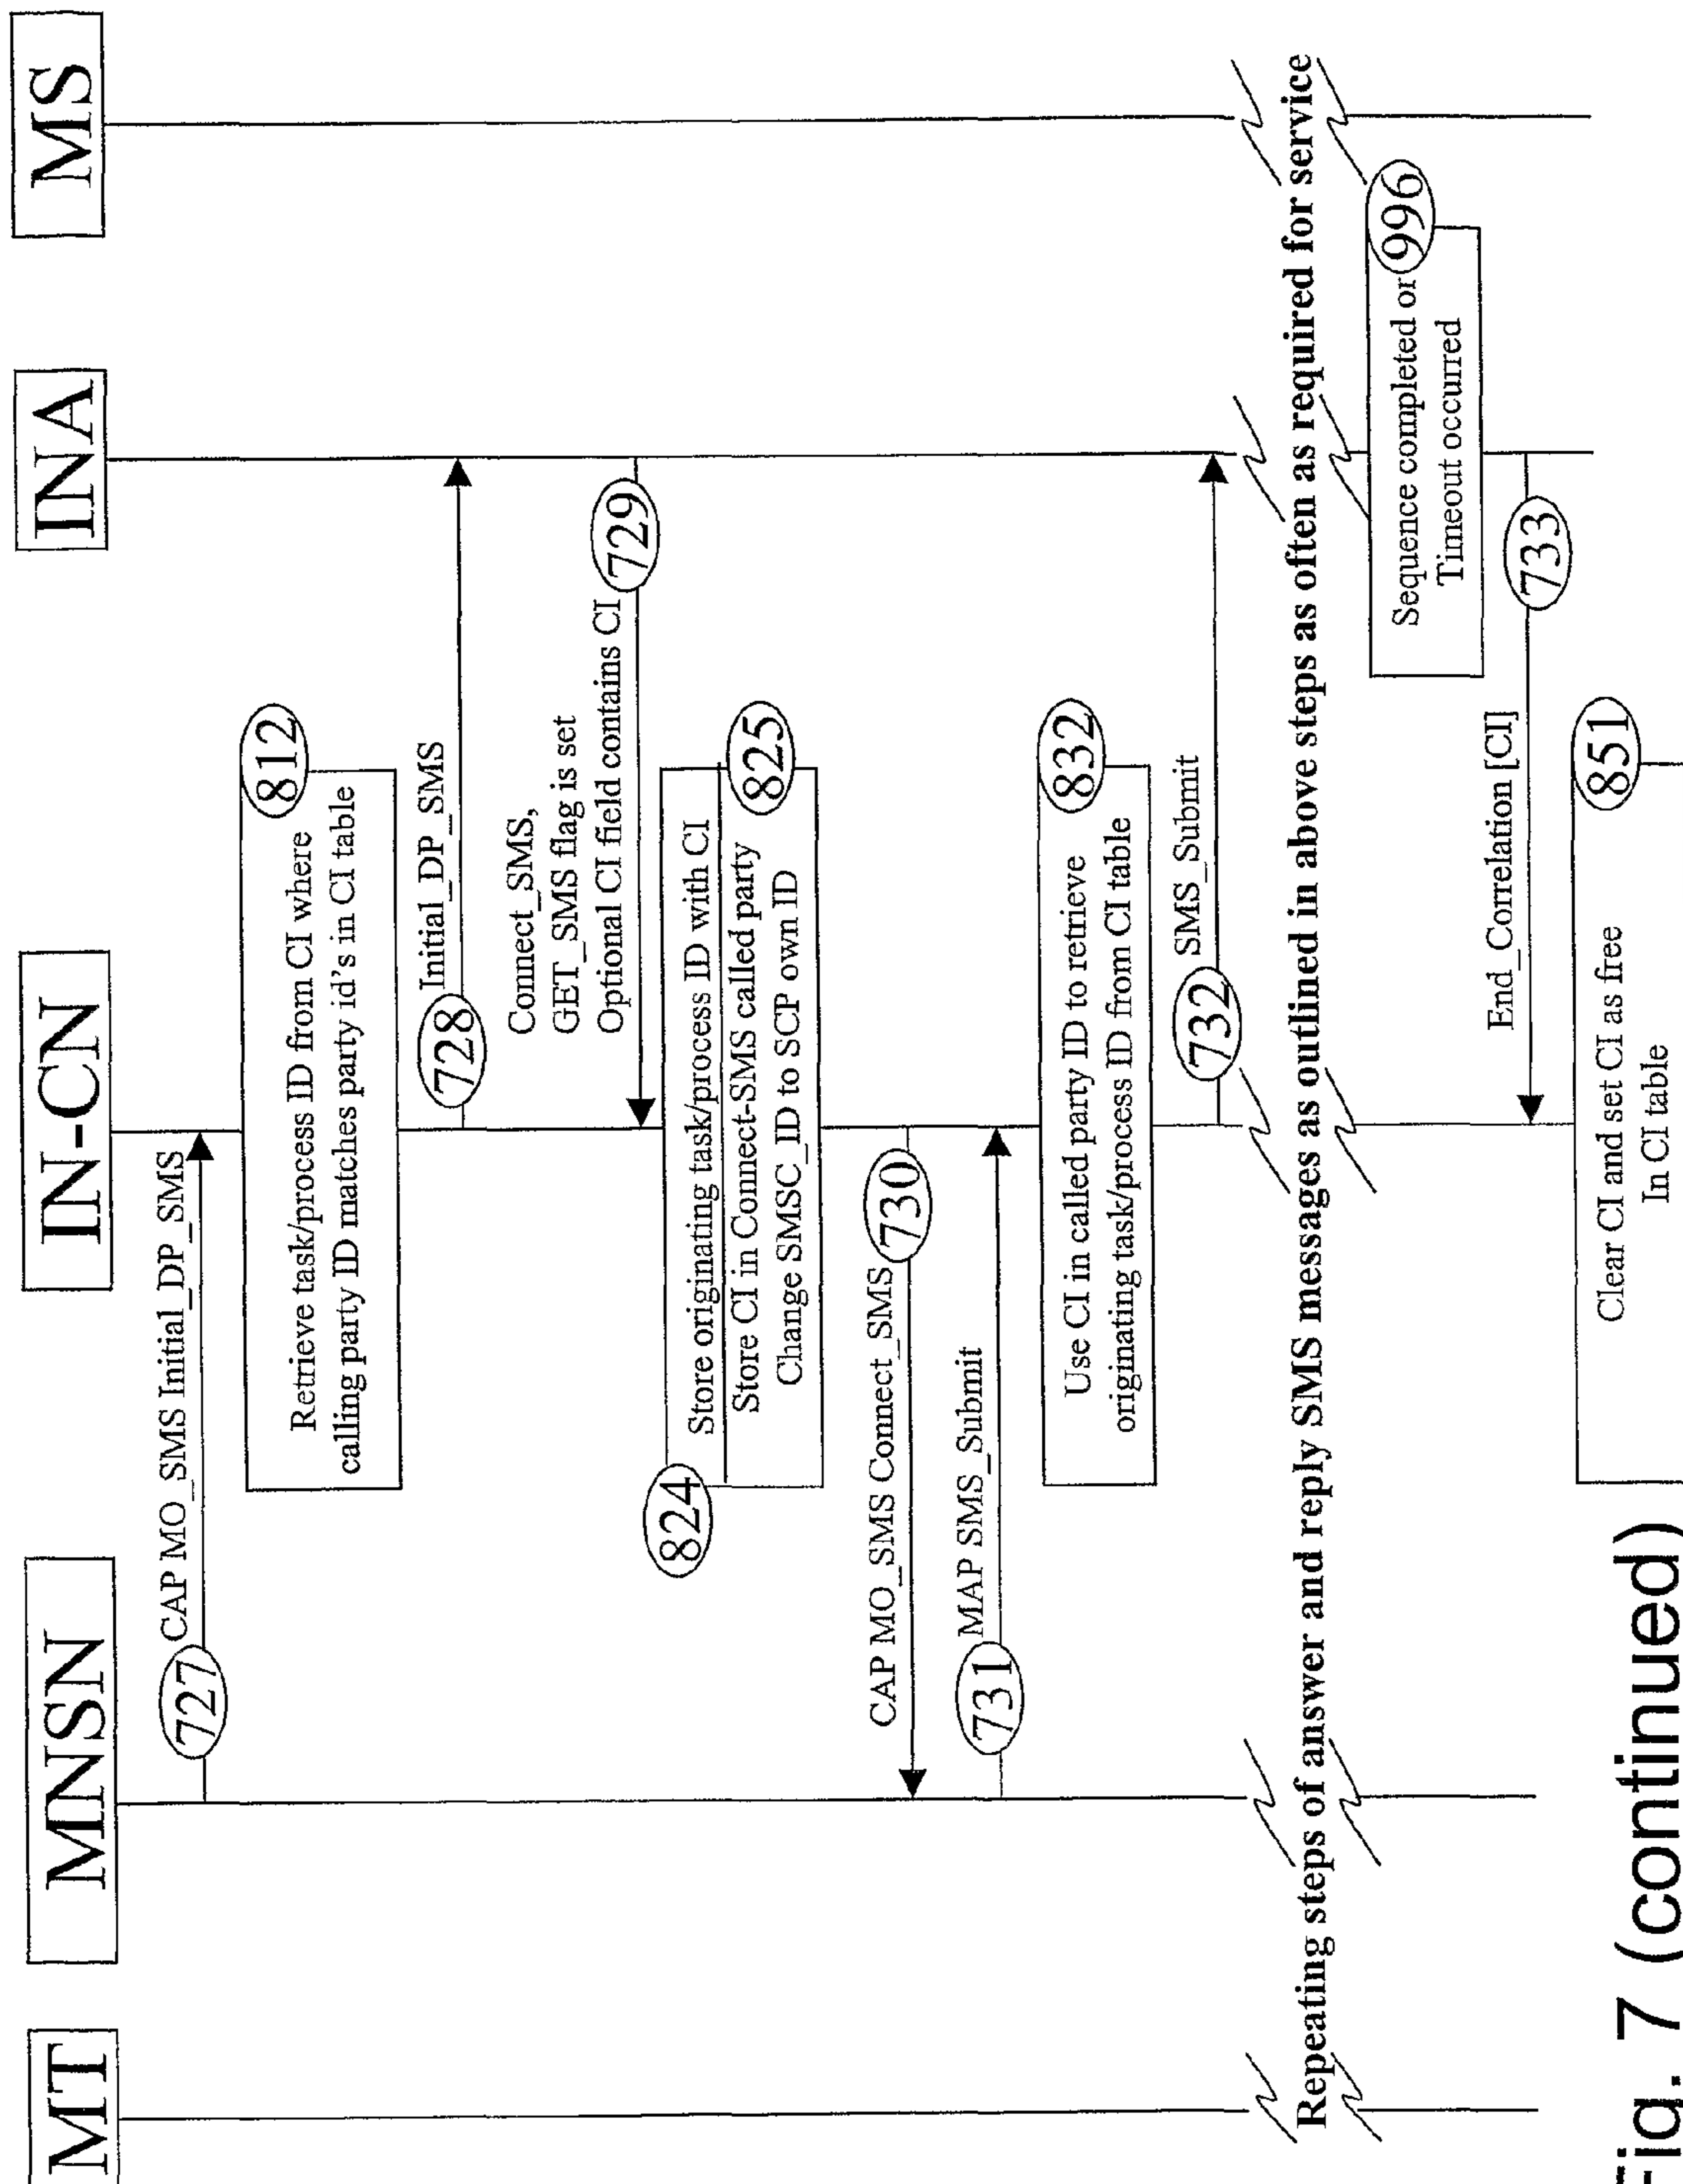 MT
MNSN
IN-CN
INA
MS
727
CAP MO_SMS Initial_DP_SMS
812
Retrieve task/process ID from CI where
calling party ID matches party id's in CI table
728
Initial_DP_SMS
Connect_SMS,
GET_SMS flag is set
Optional CI field contains CI
729
824
Store originating task/process ID with CI
Store CI in Connect-SMS called party
Change SMSC_ID to SCP own ID
825
CAP MO_SMS Connect_SMS
730
731
MAP SMS_Submit
832
Use CI in called party ID to retrieve
originating task/process ID from CI table
732
SMS_Submit
Repeating steps of answer and reply SMS messages as outlined in above steps as often as required for service
Sequence completed or
Timeout occurred
996
End_Correlation [CI]
733
851
Clear CI and set CI as free
In CI table
Fig. 7 (continued)